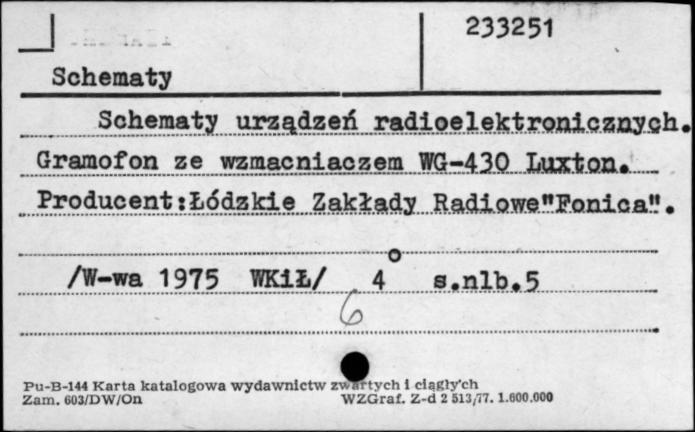 233251
Schematy
Schematy urządzeń radioelektronicznych.
Gramofon ze wzmacniaczem WG-430 Luxton.
Producent:Łódzkie Zakłady Radiowe"Fonica".
/W-wa 1975 WKiŁ/ 4° s.nlb.5
6
Pu-B-144 Karta katalogowa wydawnictw zwartych i ciągłych
Zam. 603/DW/On WZGraf. Z-d 2 513/77. 1.600.000